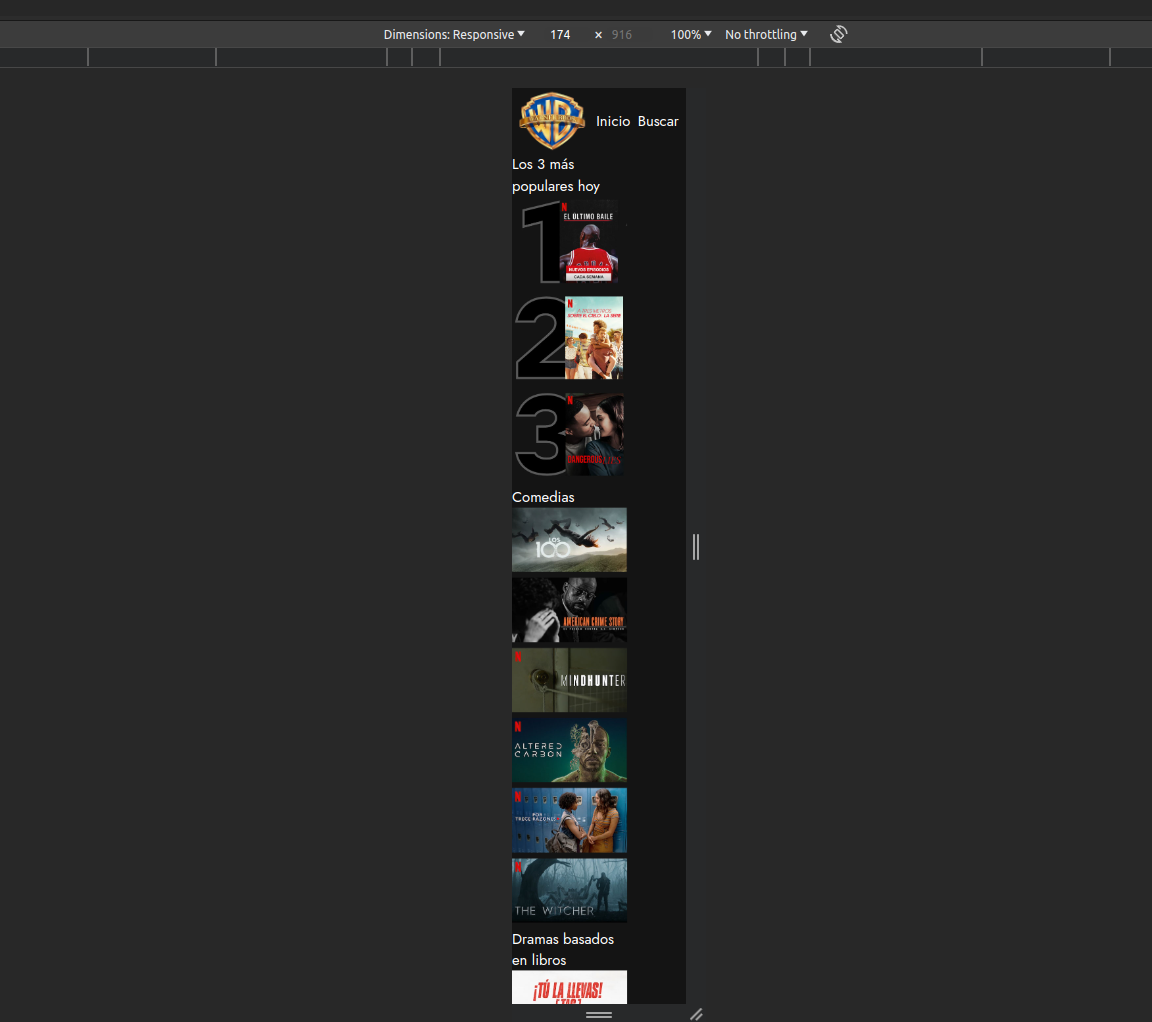 Dimensions: Responsive 174 × 916 100% No throttling
WB
Inicio Buscar
Los 3 más
populares hoy
1
EL ÚLTIMO BAILE
NUEVOS EPISODIOS
CADA SEMANA
2
3
Comedias
LOS
100
AMERICAN CRIME STORY
MINDHUNTER
ALTERED
CARBON
TRECE RAZONES
THE WITCHER
Dramas basados
en libros
¡TÚ LA LLEVAS!